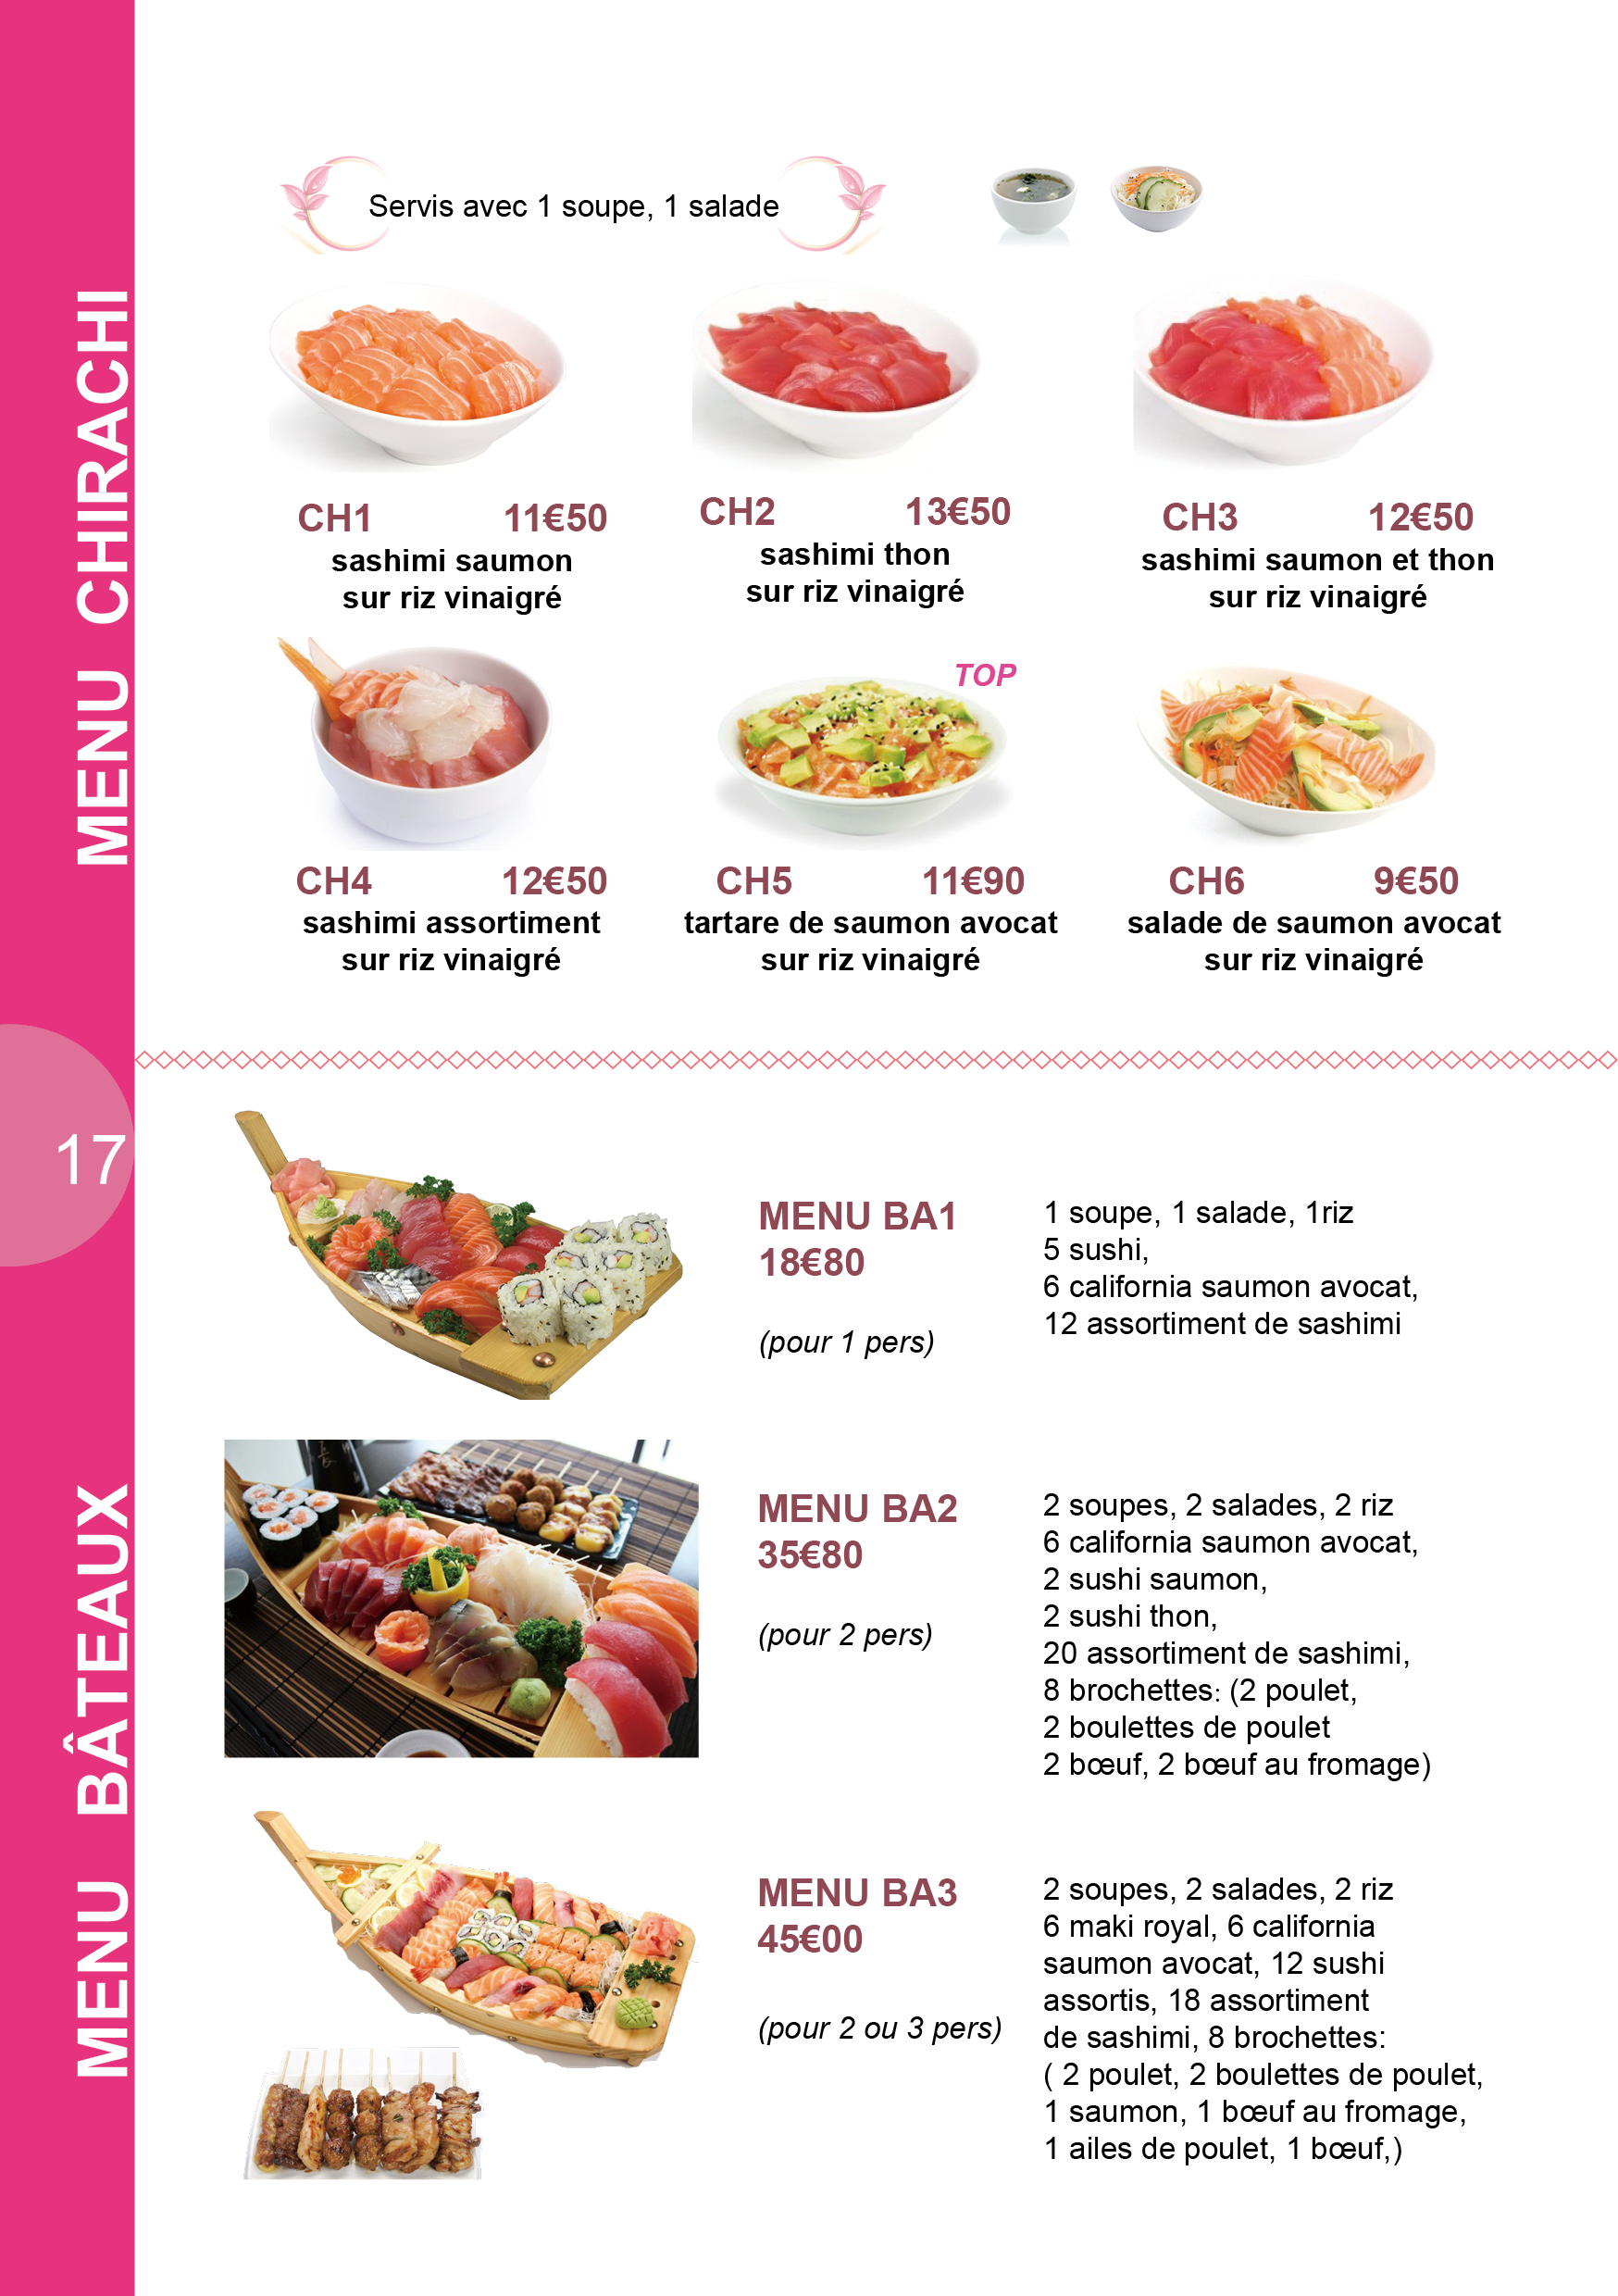 MENU CHIRACHI
Servis avec 1 soupe, 1 salade
CH1 11€50
sashimi saumon
sur riz vinaigré
CH2 13€50
sashimi thon
sur riz vinaigré
CH3 12€50
sashimi saumon et thon
sur riz vinaigré
CH4 12€50
sashimi assortiment
sur riz vinaigré
TOP
CH5 11€90
tartare de saumon avocat
sur riz vinaigré
CH6 9€50
salade de saumon avocat
sur riz vinaigré
17
MENU BÂTEAUX
MENU BA1
18€80
(pour 1 pers)
1 soupe, 1 salade, 1riz
5 sushi,
6 california saumon avocat,
12 assortiment de sashimi
MENU BA2
35€80
(pour 2 pers)
2 soupes, 2 salades, 2 riz
6 california saumon avocat,
2 sushi saumon,
2 sushi thon,
20 assortiment de sashimi,
8 brochettes: (2 poulet,
2 boulettes de poulet
2 bœuf, 2 bœuf au fromage)
MENU BA3
45€00
(pour 2 ou 3 pers)
2 soupes, 2 salades, 2 riz
6 maki royal, 6 california
saumon avocat, 12 sushi
assortis, 18 assortiment
de sashimi, 8 brochettes:
( 2 poulet, 2 boulettes de poulet,
1 saumon, 1 bœuf au fromage,
1 ailes de poulet, 1 bœuf,)